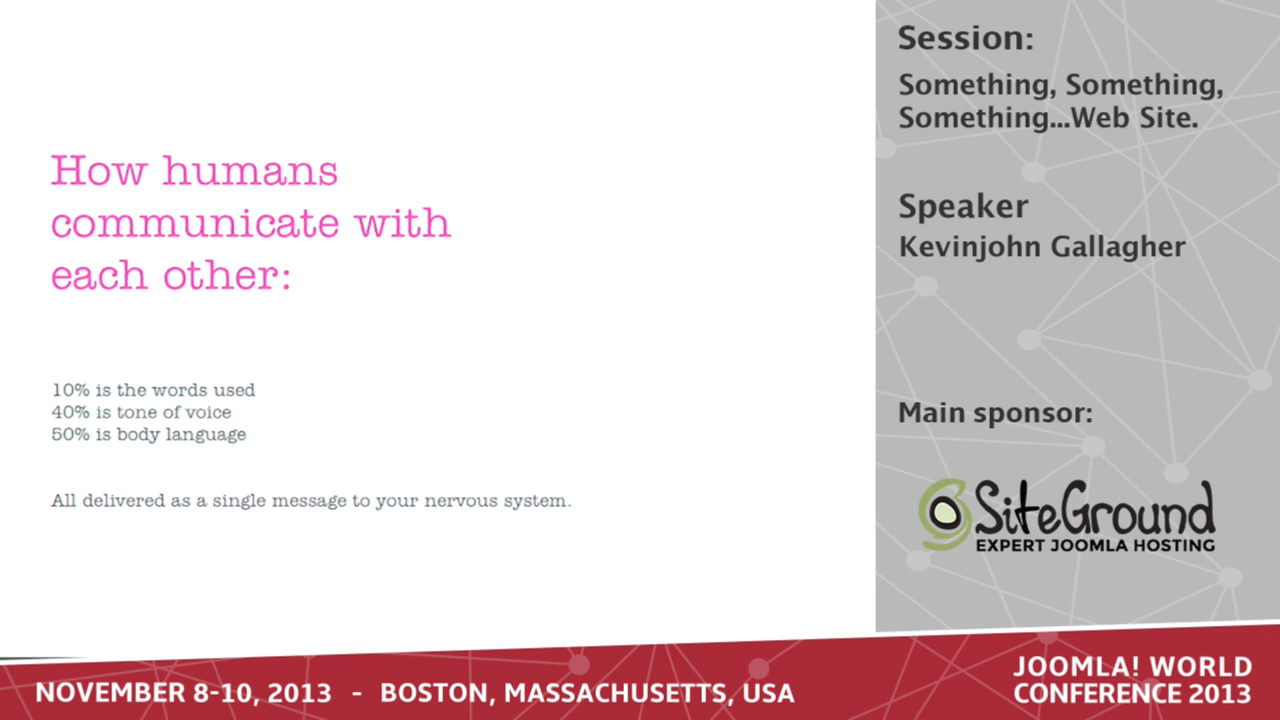 How humans
communicate with
each other:
10% is the words used
40% is tone of voice
50% is body language
All delivered as a single message to your nervous system.
Session:
Something, Something,
Something...Web Site.
Speaker
Kevinjohn Gallagher
Main sponsor:
SiteGround
EXPERT JOOMLA HOSTING
NOVEMBER 8-10, 2013 - BOSTON, MASSACHUSETTS, USA
JOOMLA! WORLD
CONFERENCE 2013